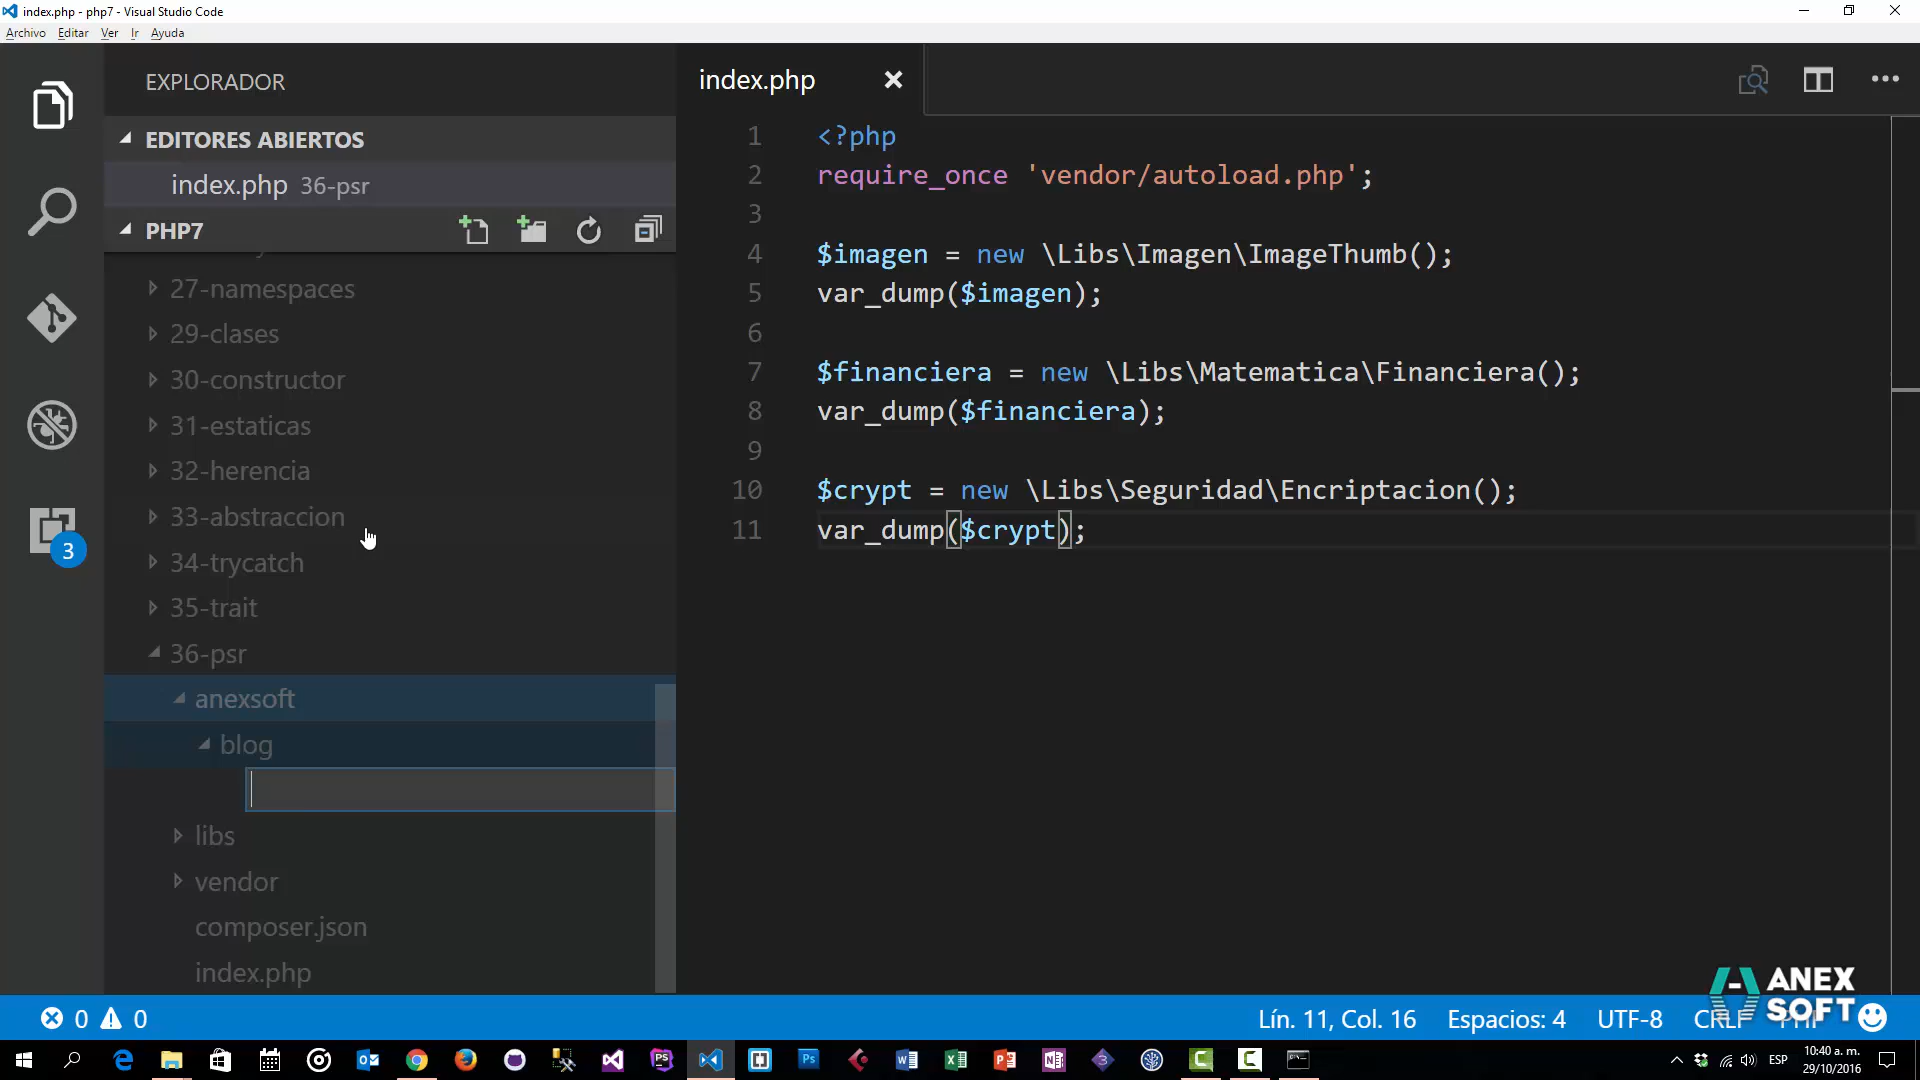 index.php - php7 - Visual Studio Code
Archivo Editar Ver Ir Ayuda
EXPLORADOR
EDITORES ABIERTOS
index.php 36-psr
PHP7
27-namespaces
29-clases
30-constructor
31-estaticas
32-herencia
33-abstraccion
34-trycatch
35-trait
36-psr
anexsoft
blog
libs
vendor
composer.json
index.php
3
index.php
1 <?php
2 require_once 'vendor/autoload.php';
3
4 $imagen = new \Libs\Imagen\ImageThumb();
5 var_dump($imagen);
6
7 $financiera = new \Libs\Matematica\Financiera();
8 var_dump($financiera);
9
10 $crypt = new \Libs\Seguridad\Encriptacion();
11 var_dump($crypt);
ANEX
SOFT
0 0
Lín. 11, Col. 16 Espacios: 4 UTF-8 CRLF PHP
ESP
10:40 a. m.
29/10/2016